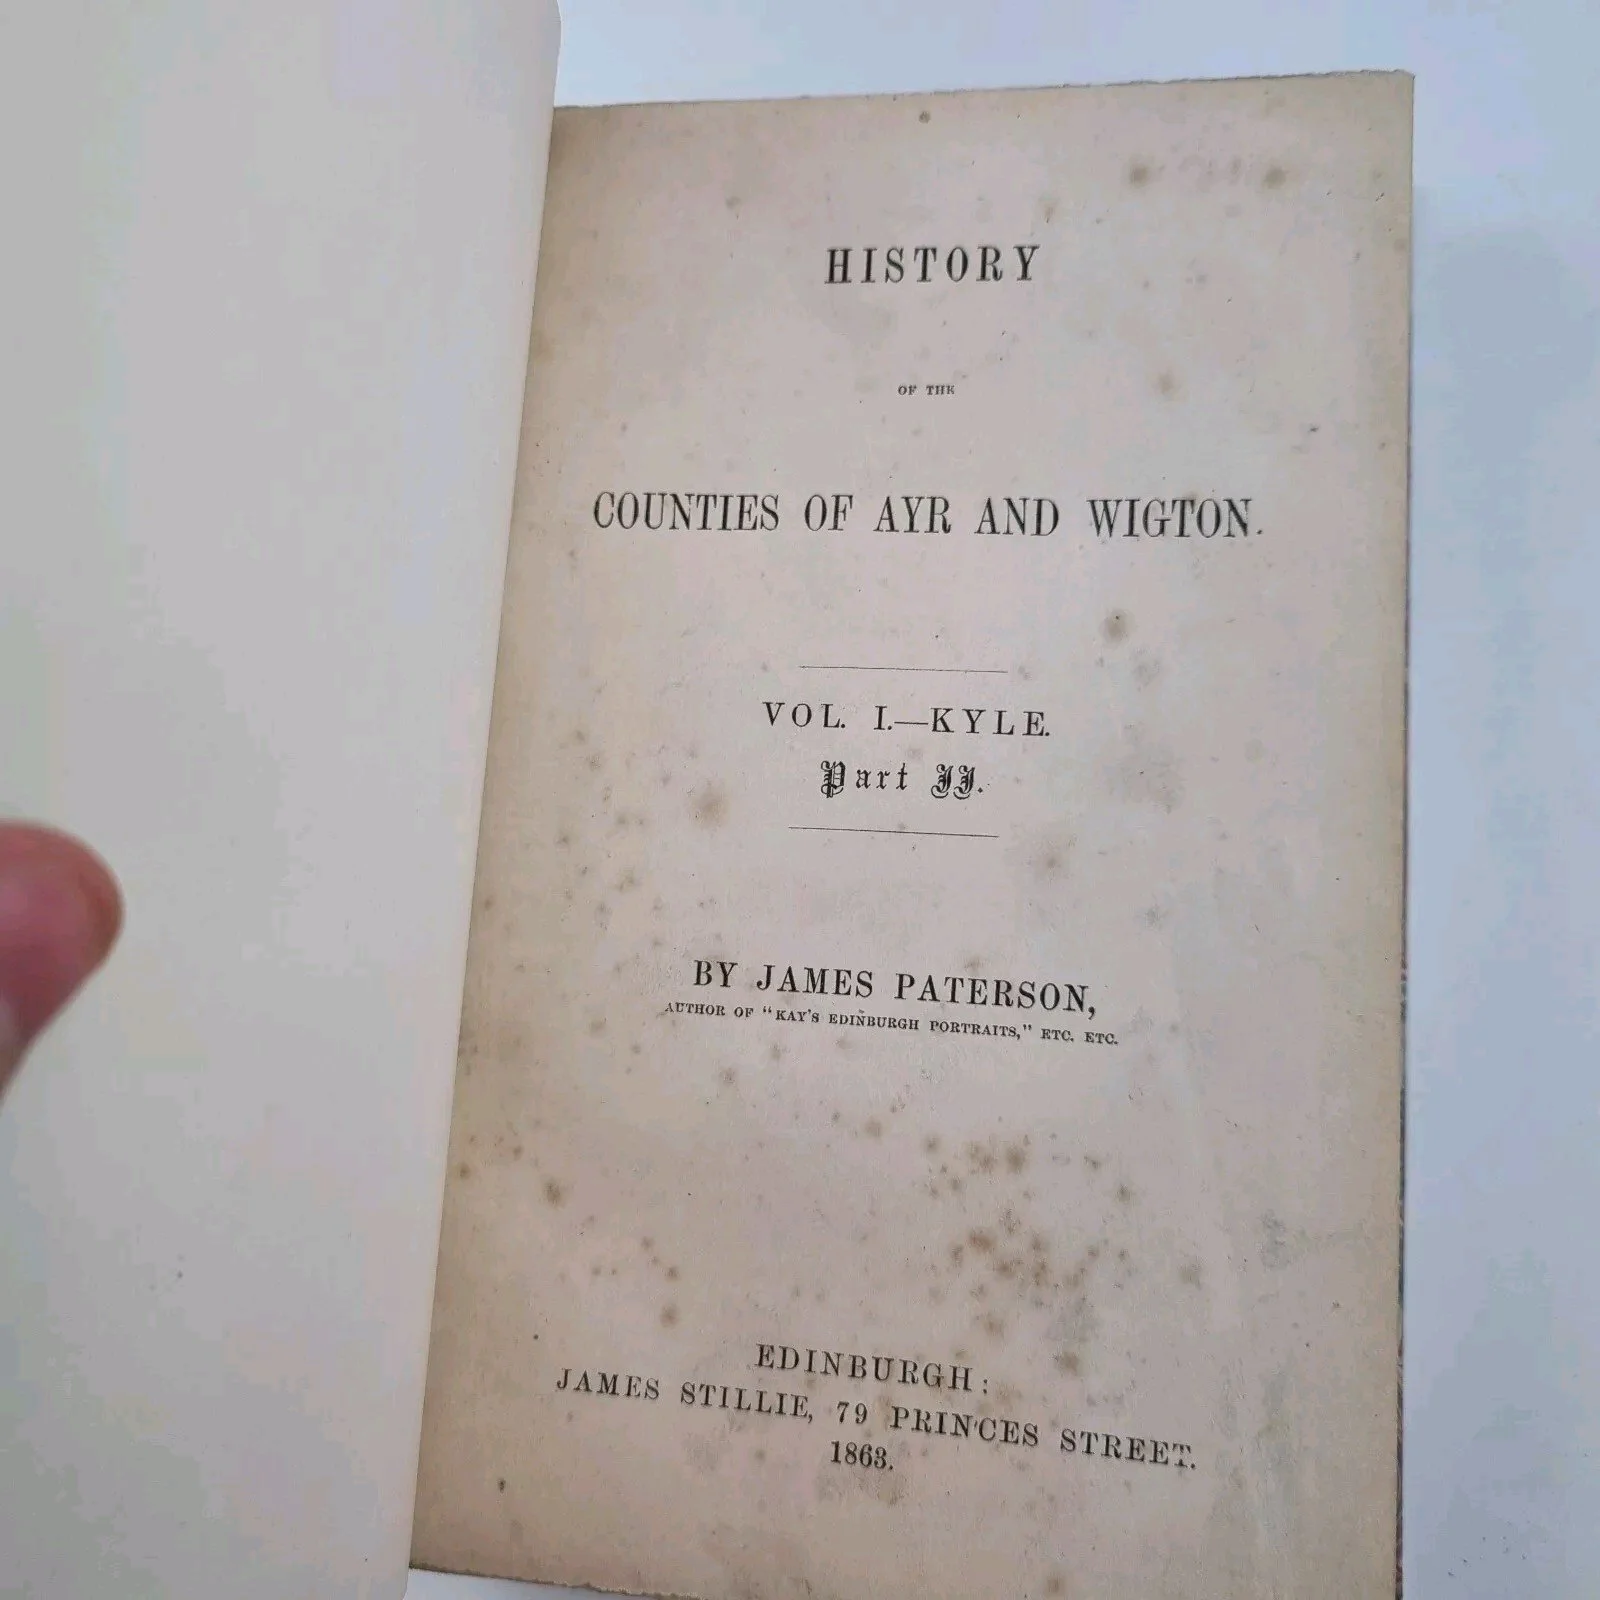 HISTORY
OF THE
COUNTIES OF AYR AND WIGTON.
VOL. I.—KYLE.
Part II.
BY JAMES PATERSON,
AUTHOR OF "KAY'S EDINBURGH PORTRAITS," ETC. ETC.
EDINBURGH:
JAMES STILLIE, 79 PRINCES STREET.
1863.